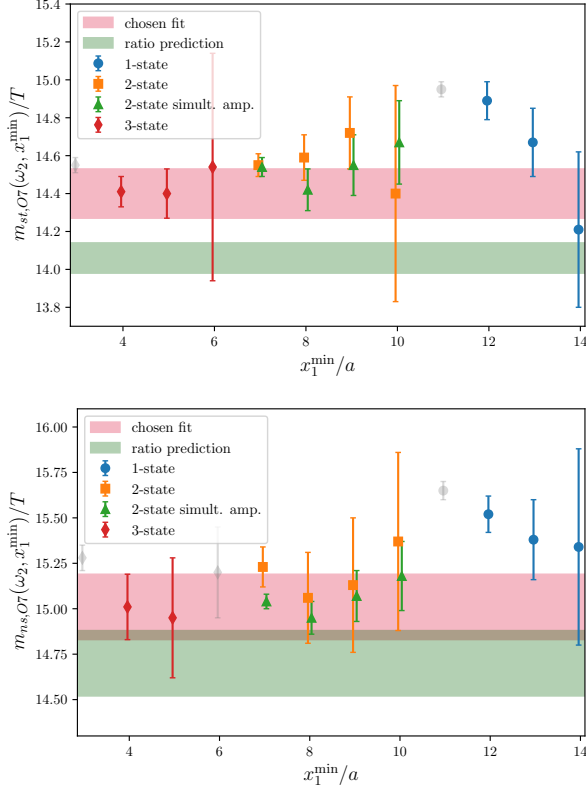 15.4
15.2
15.0
14.8
14.6
14.4
14.2
14.0
13.8
m_{st,O7}(ω_2, x_1^{min})/T
chosen fit
ratio prediction
1-state
2-state
2-state simult. amp.
3-state
4 6 8 10 12 14
x_1^{min}/a
16.00
15.75
15.50
15.25
15.00
14.75
14.50
m_{ns,O7}(ω_2, x_1^{min})/T
chosen fit
ratio prediction
1-state
2-state
2-state simult. amp.
3-state
4 6 8 10 12 14
x_1^{min}/a